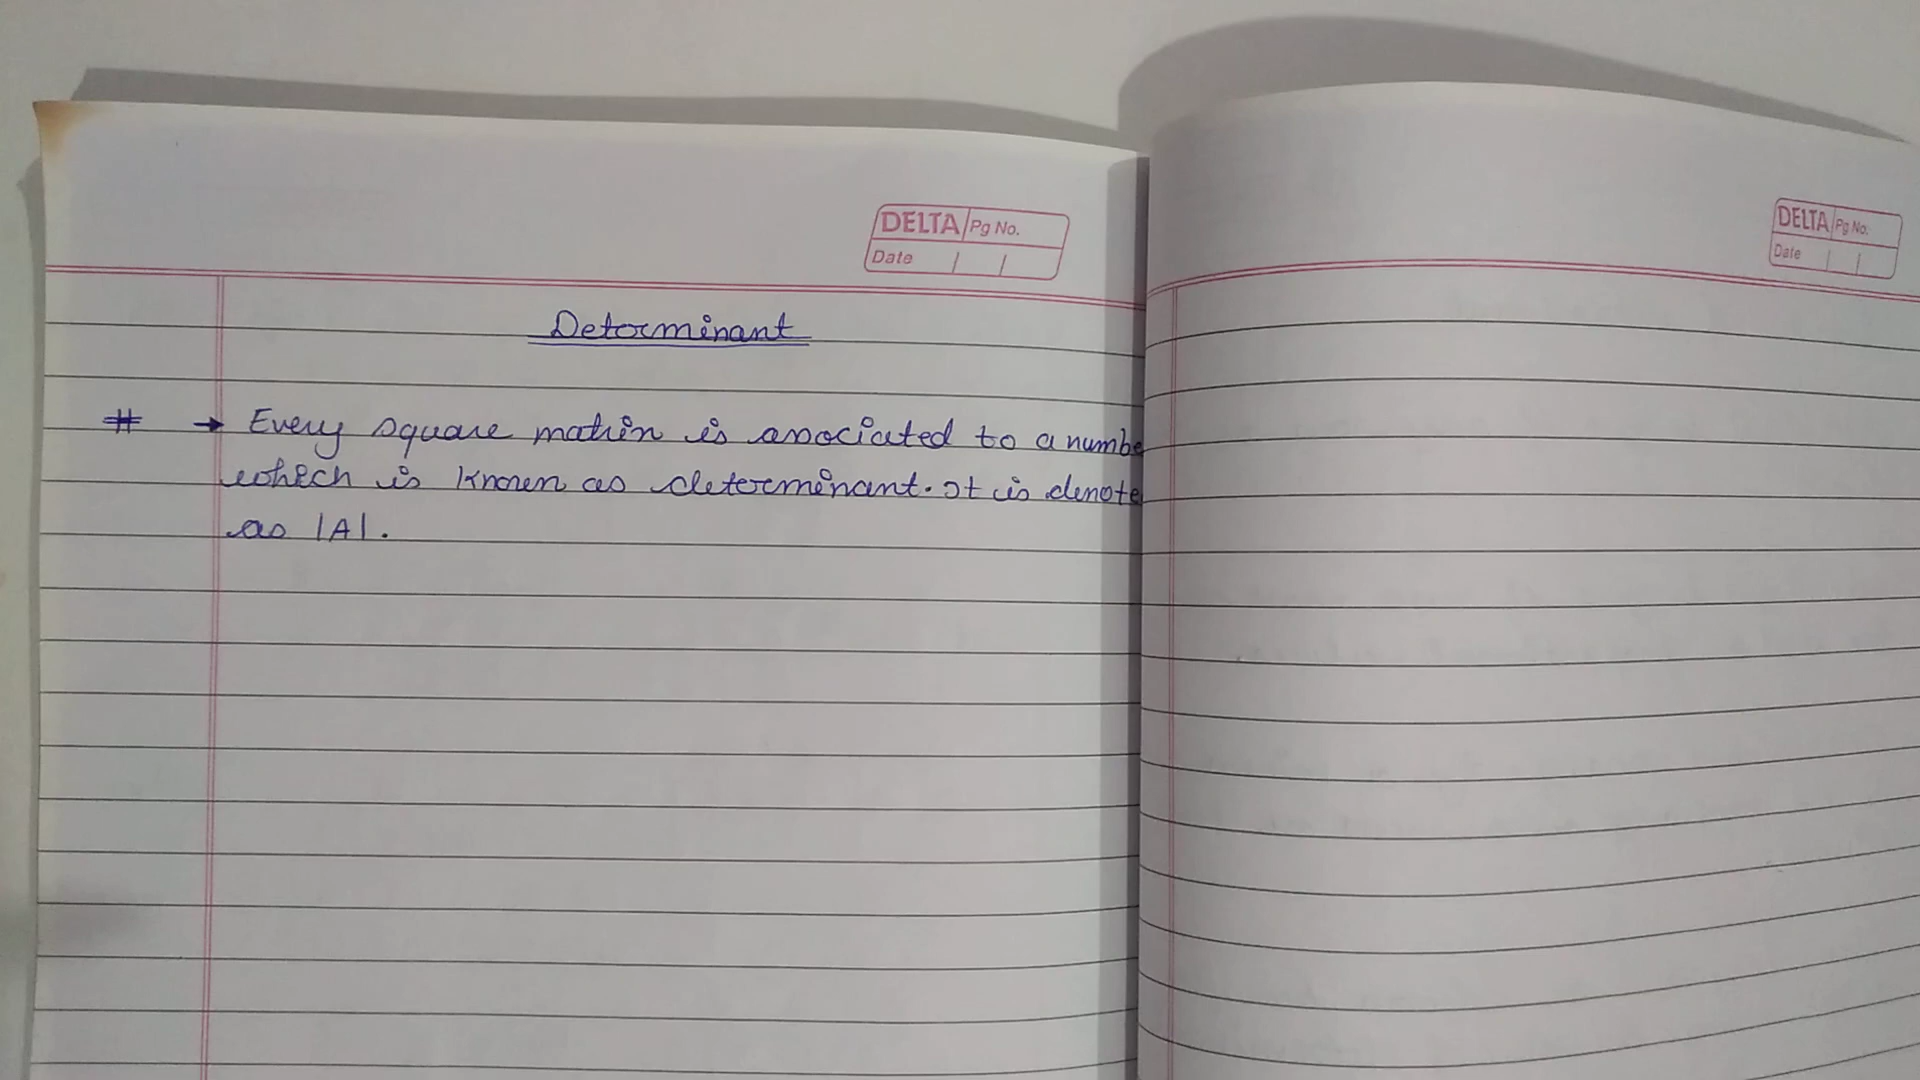 DELTA Pg No.
Date
DELTA Pg No.
Date
Determinant
# → Every square matrix is associated to a numbe
which is known as determinant. It is denote
as |A|.